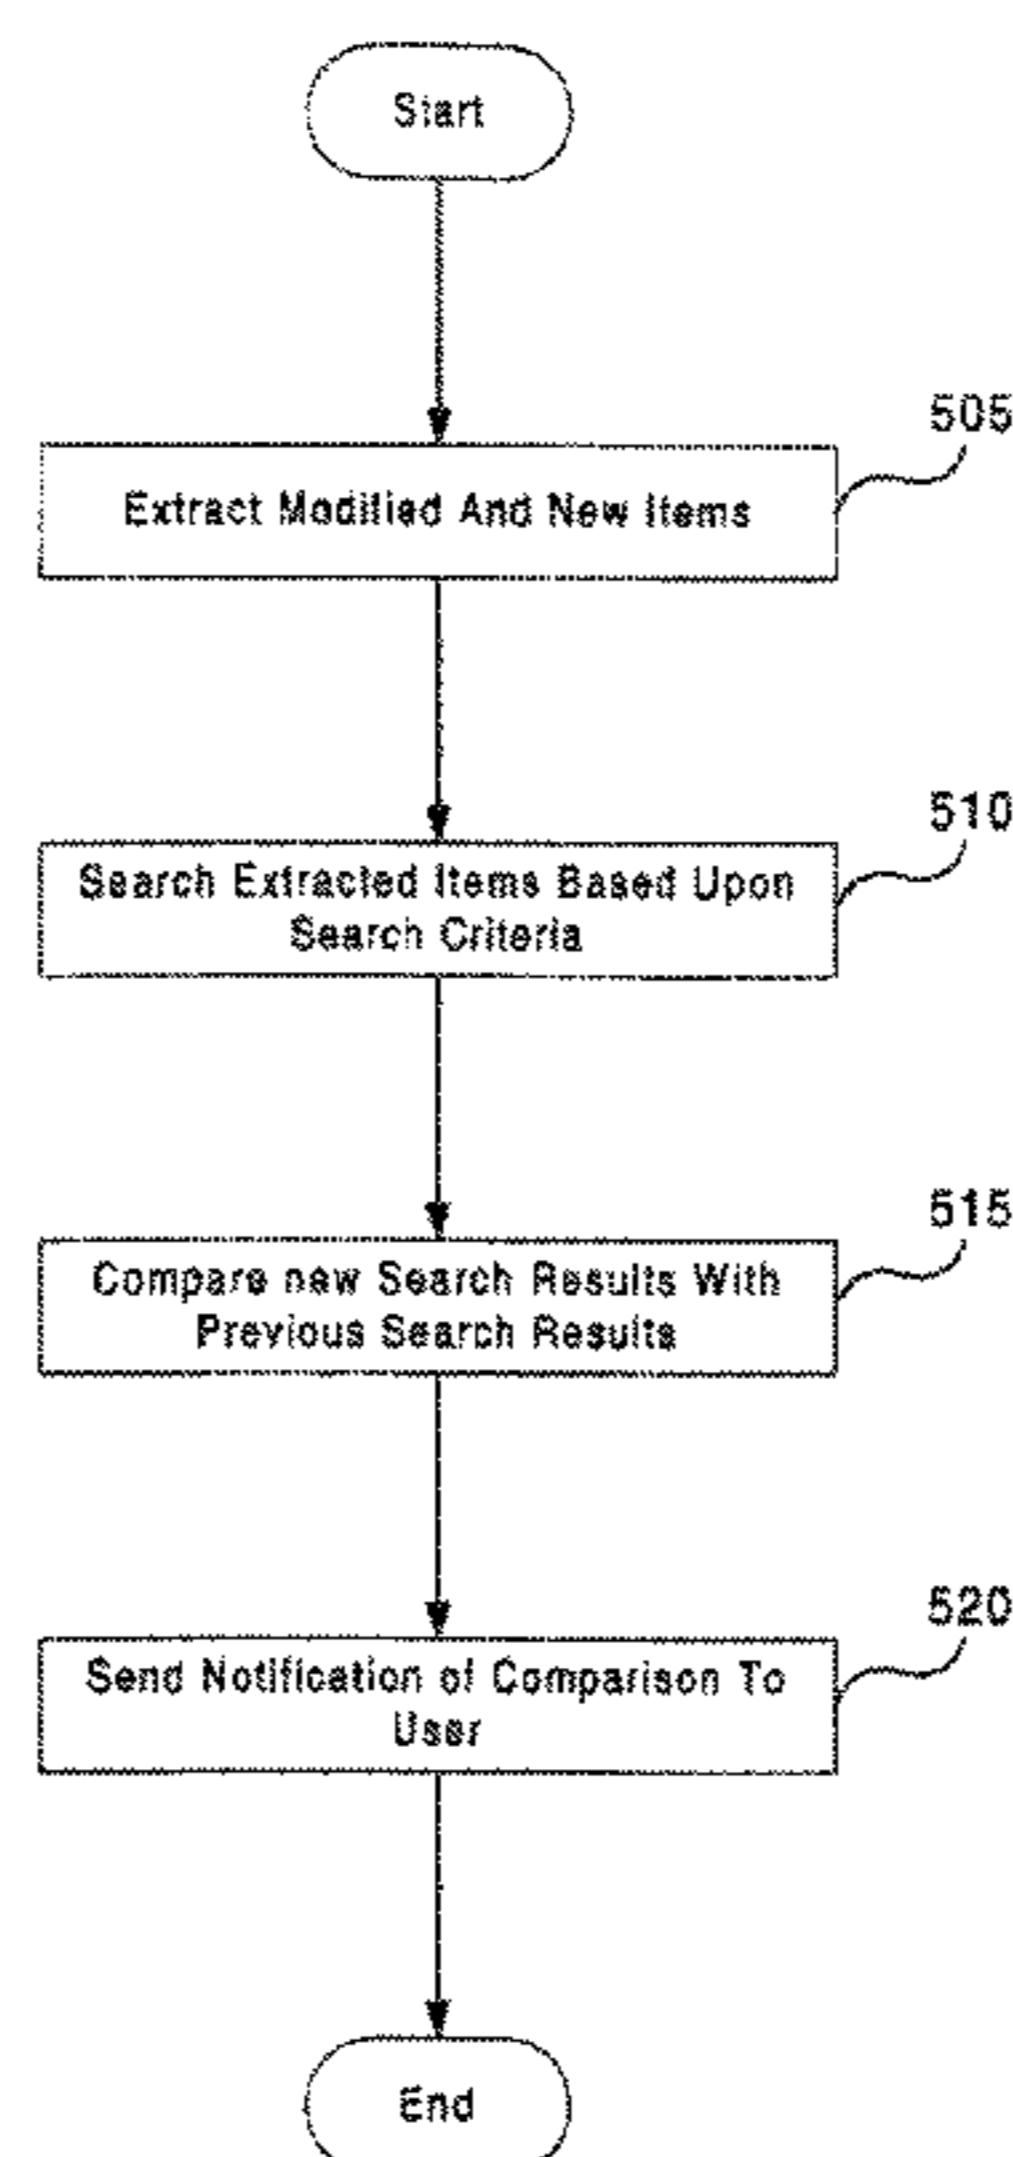 Start
505
Extract Modified And New Items
510
Search Extracted Items Based Upon
Search Criteria
515
Compare new Search Results With
Previous Search Results
520
Send Notification of Comparison To
User
End